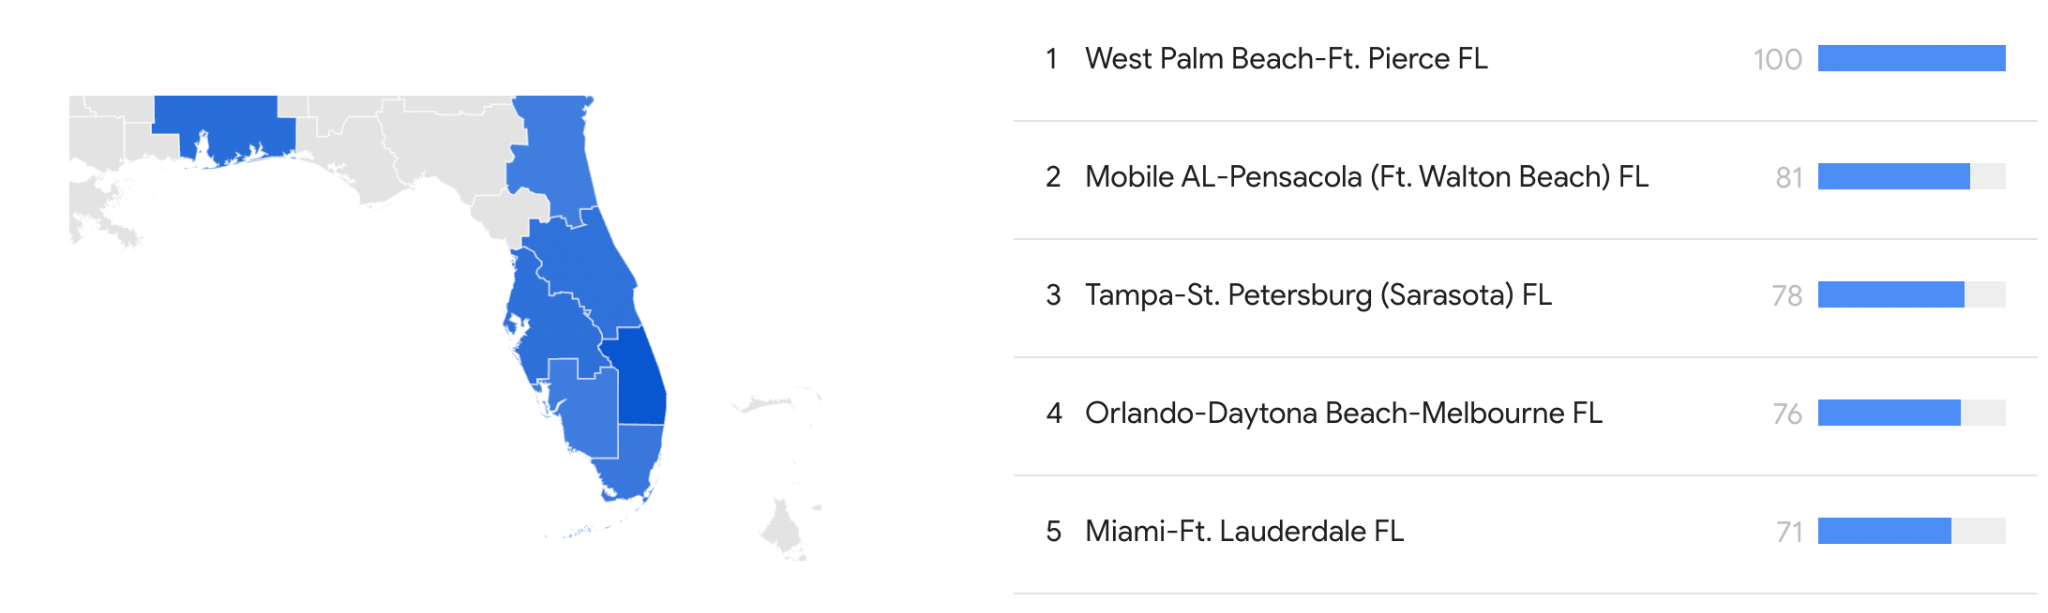 1 West Palm Beach-Ft. Pierce FL 100
2 Mobile AL-Pensacola (Ft. Walton Beach) FL 81
3 Tampa-St. Petersburg (Sarasota) FL 78
4 Orlando-Daytona Beach-Melbourne FL 76
5 Miami-Ft. Lauderdale FL 71